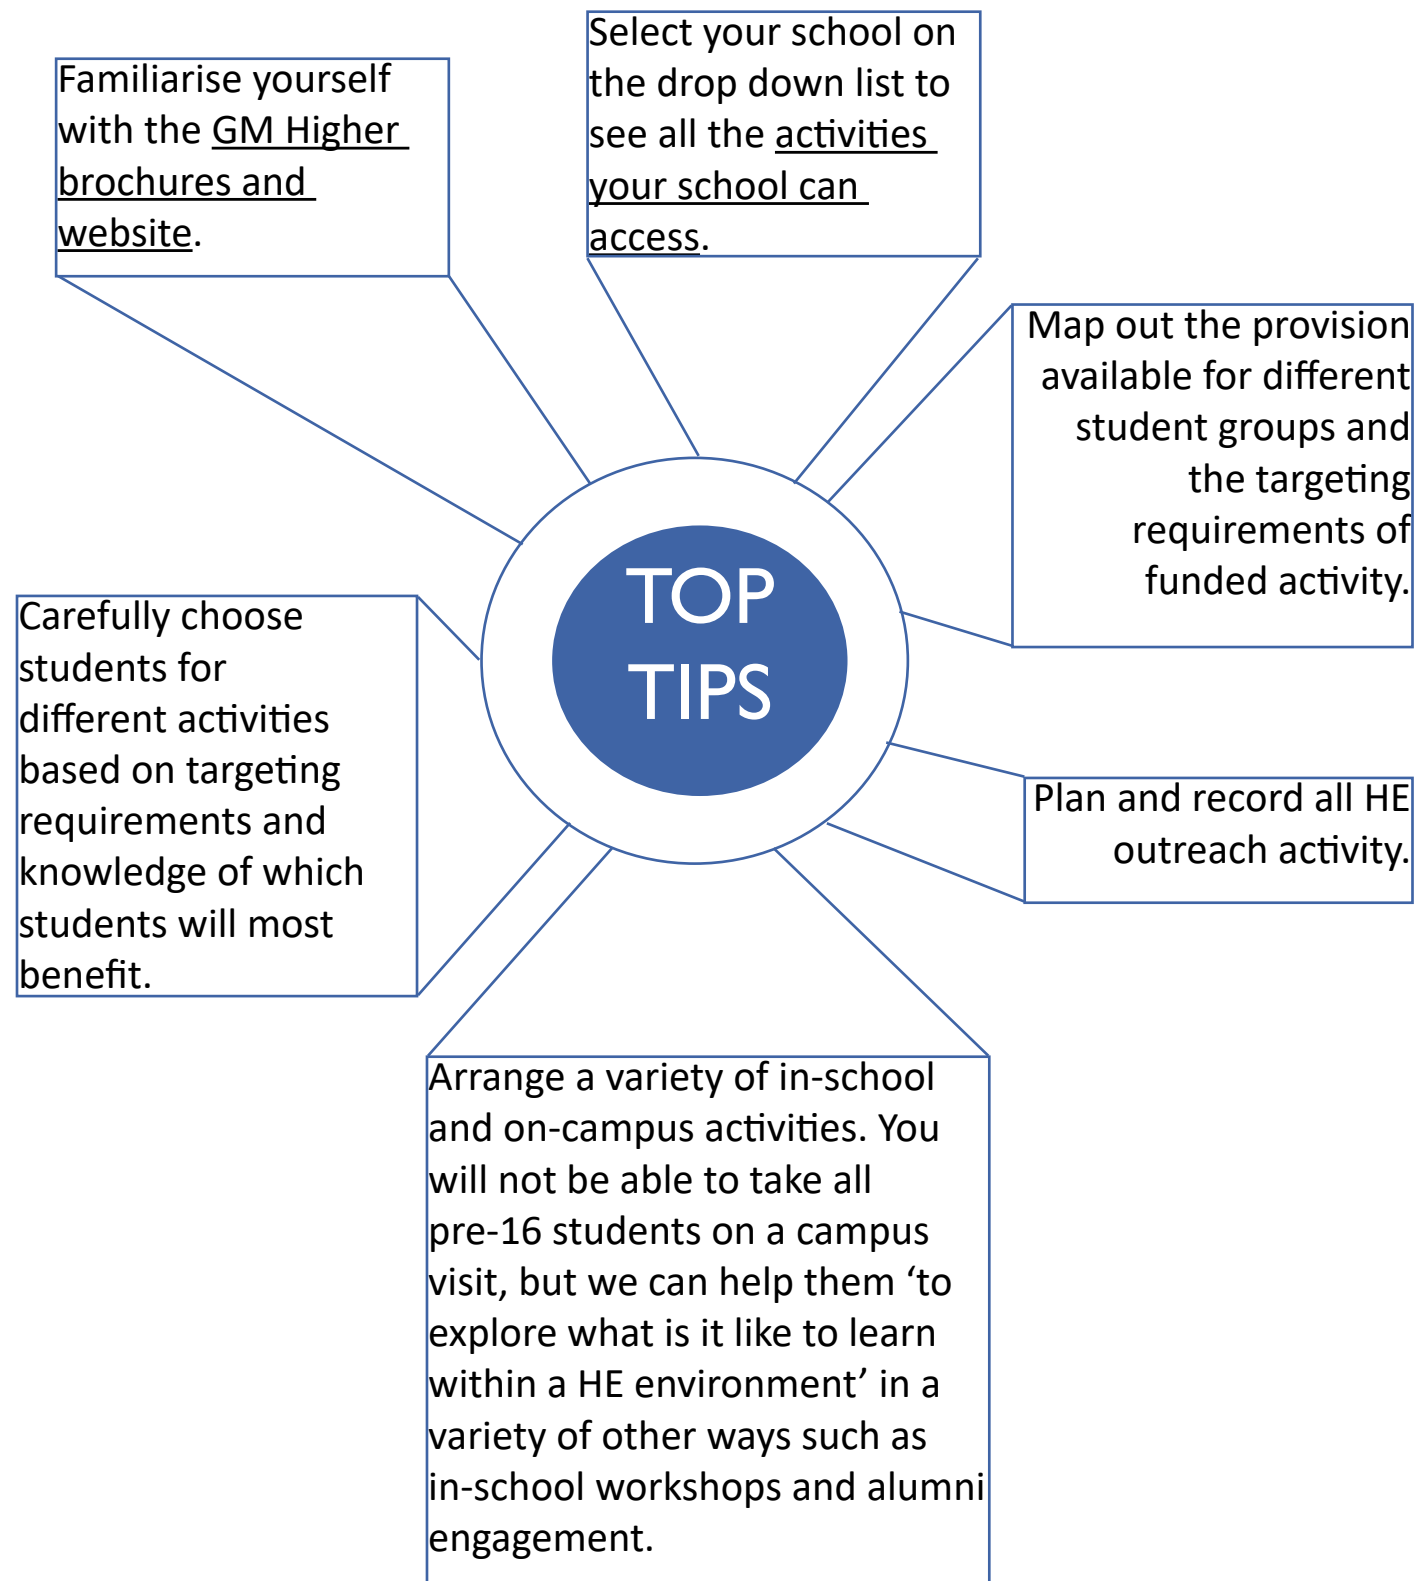 Familiarise yourself
with the GM Higher
brochures and
website.
Select your school on
the drop down list to
see all the activities
your school can
access.
Map out the provision
available for different
student groups and
the targeting
requirements of
funded activity.
TOP
TIPS
Carefully choose
students for
different activities
based on targeting
requirements and
knowledge of which
students will most
benefit.
Plan and record all HE
outreach activity.
Arrange a variety of in-school
and on-campus activities. You
will not be able to take all
pre-16 students on a campus
visit, but we can help them ‘to
explore what is it like to learn
within a HE environment’ in a
variety of other ways such as
in-school workshops and alumni
engagement.